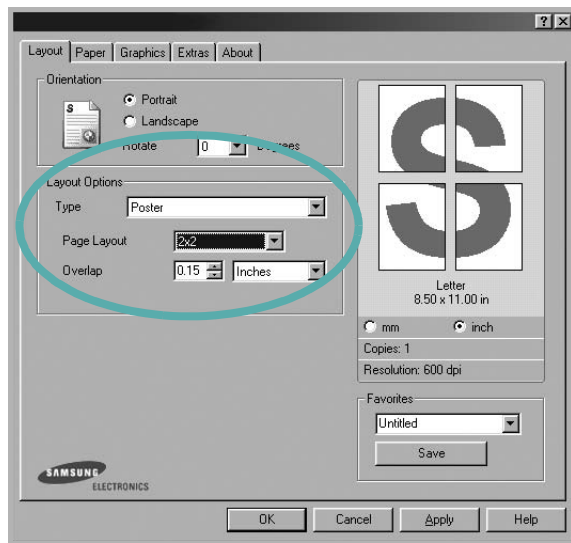 ? X
Layout Paper Graphics Extras About
Orientation
S
Portrait
Landscape
Rotate 0 Degrees
Layout Options
Type Poster
Page Layout 2x2
Overlap 0.15 Inches
S
Letter
8.50 x 11.00 in
mm inch
Copies: 1
Resolution: 600 dpi
Favorites
Untitled
Save
SAMSUNG
ELECTRONICS
OK Cancel Apply Help